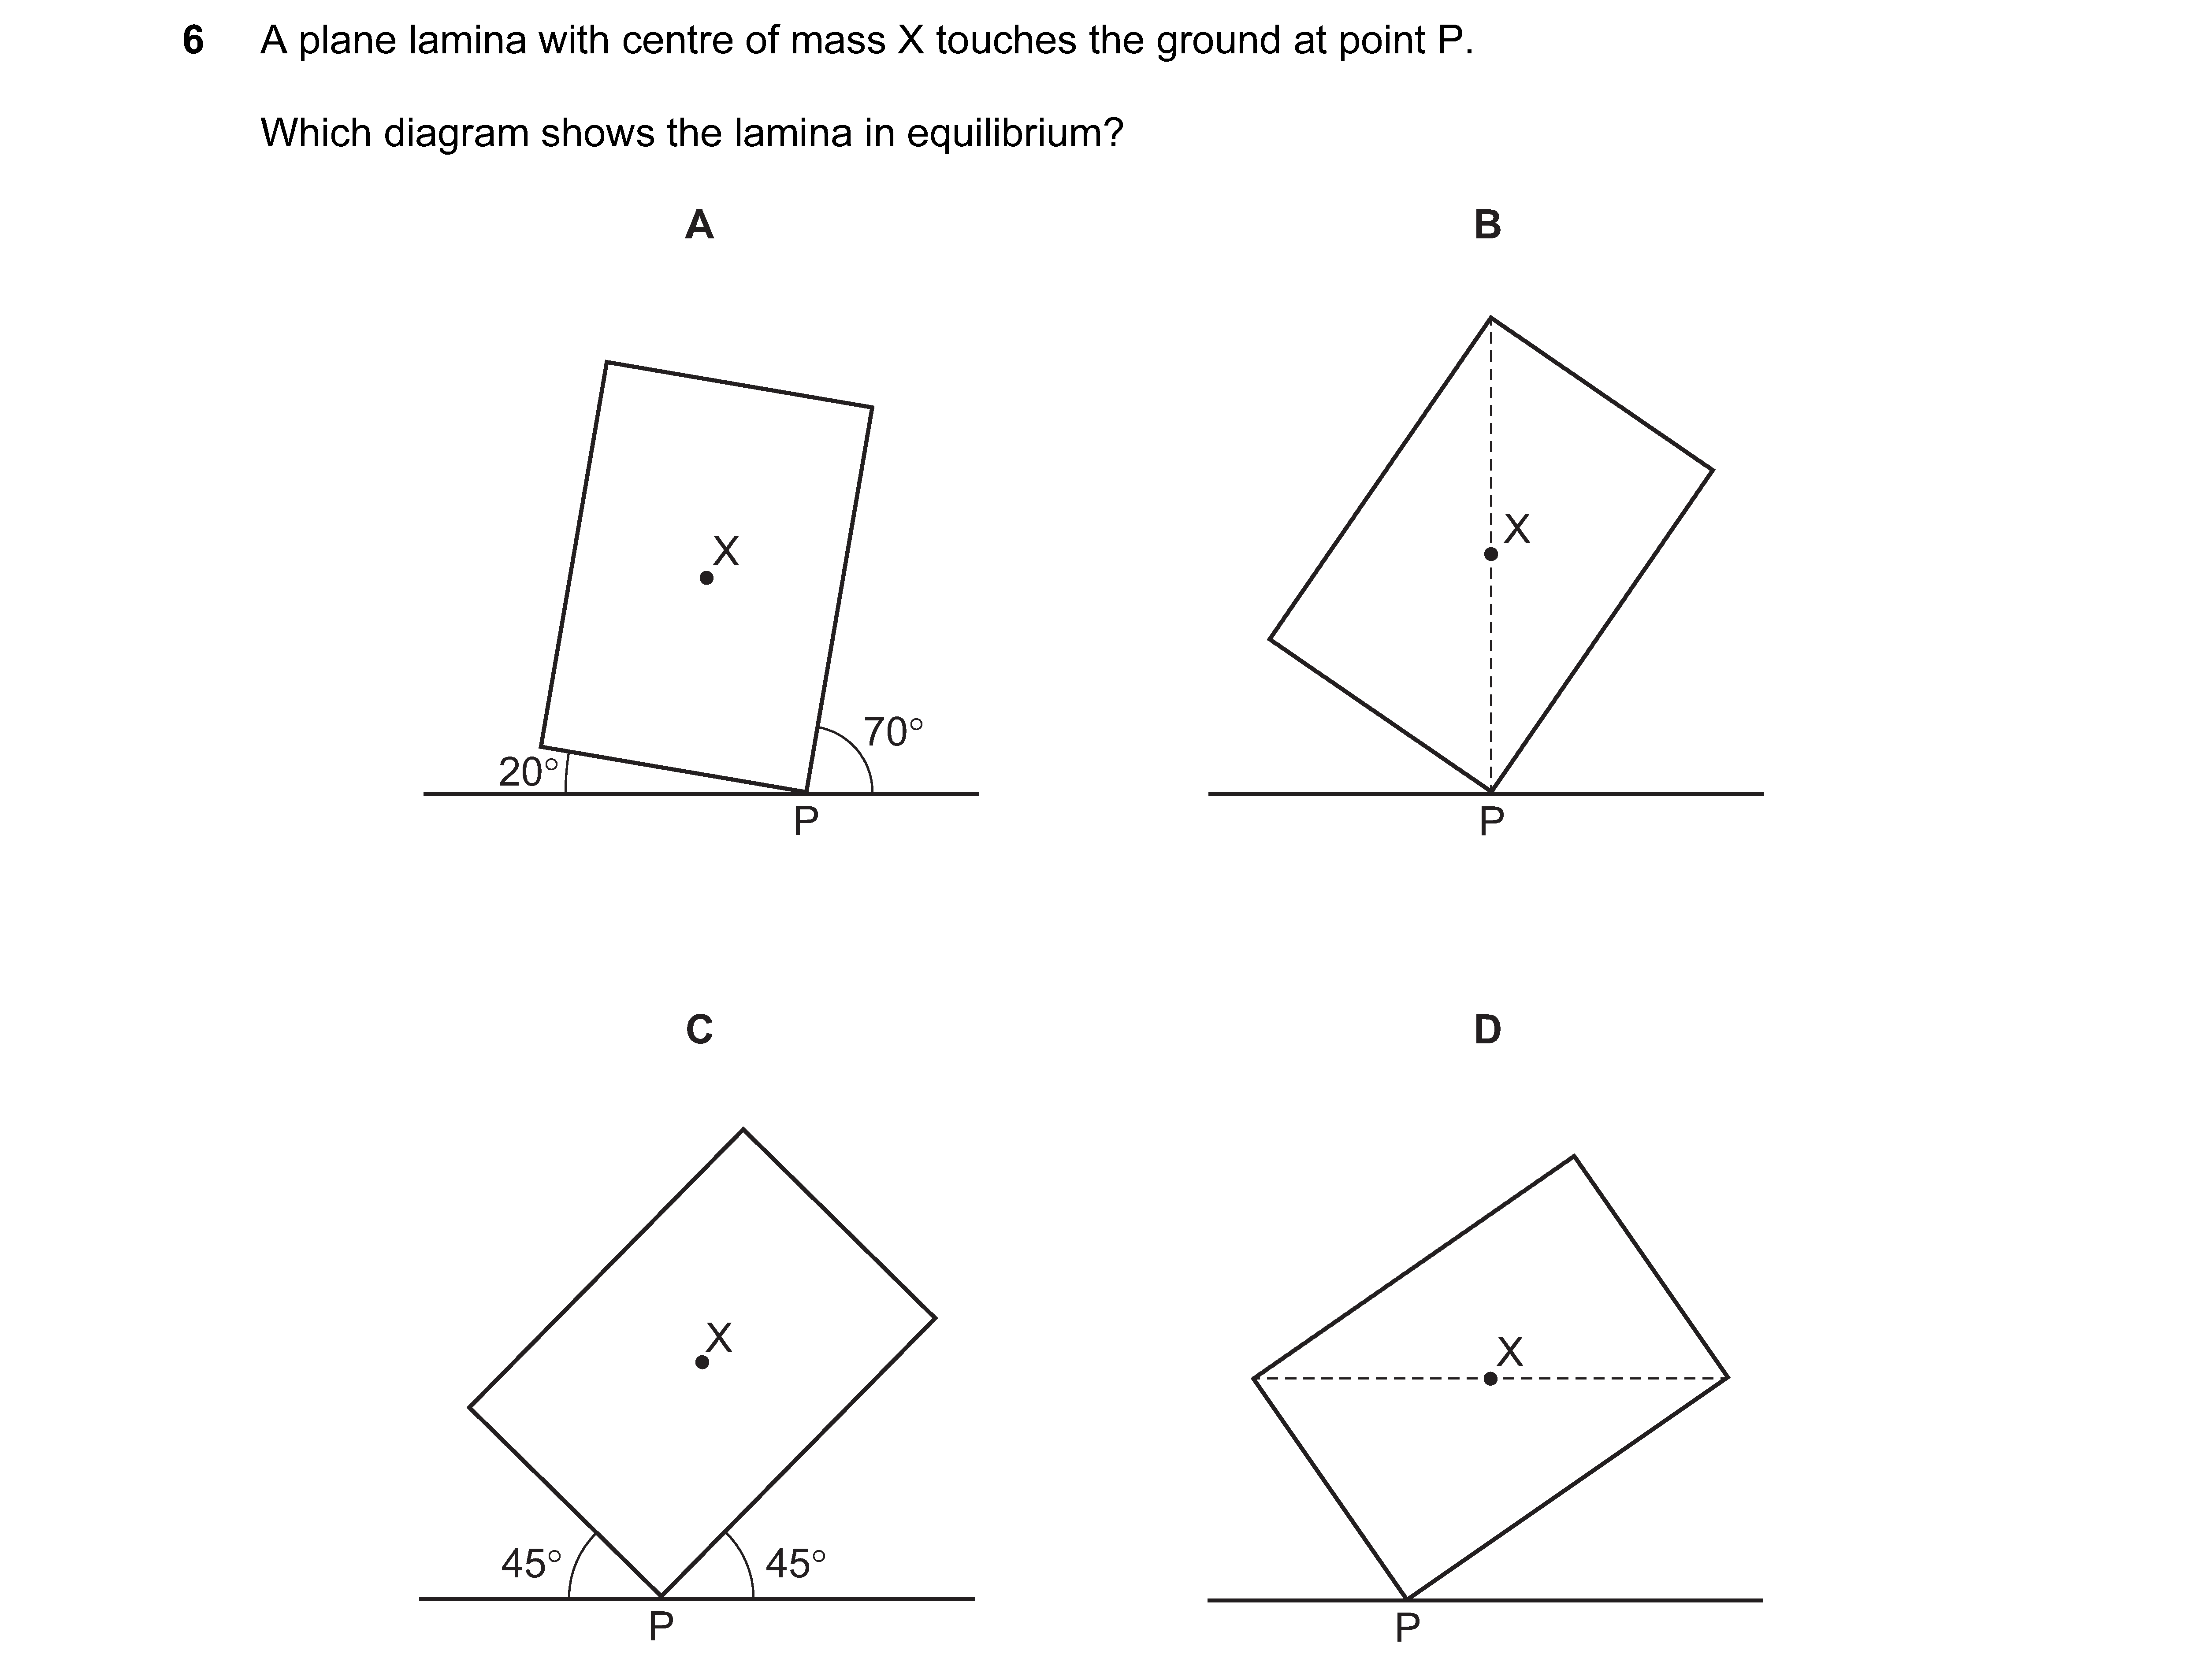 6 A plane lamina with centre of mass X touches the ground at point P.
Which diagram shows the lamina in equilibrium?
A
B
X
20°
70°
P
X
P
C
D
X
45°
45°
P
X
P